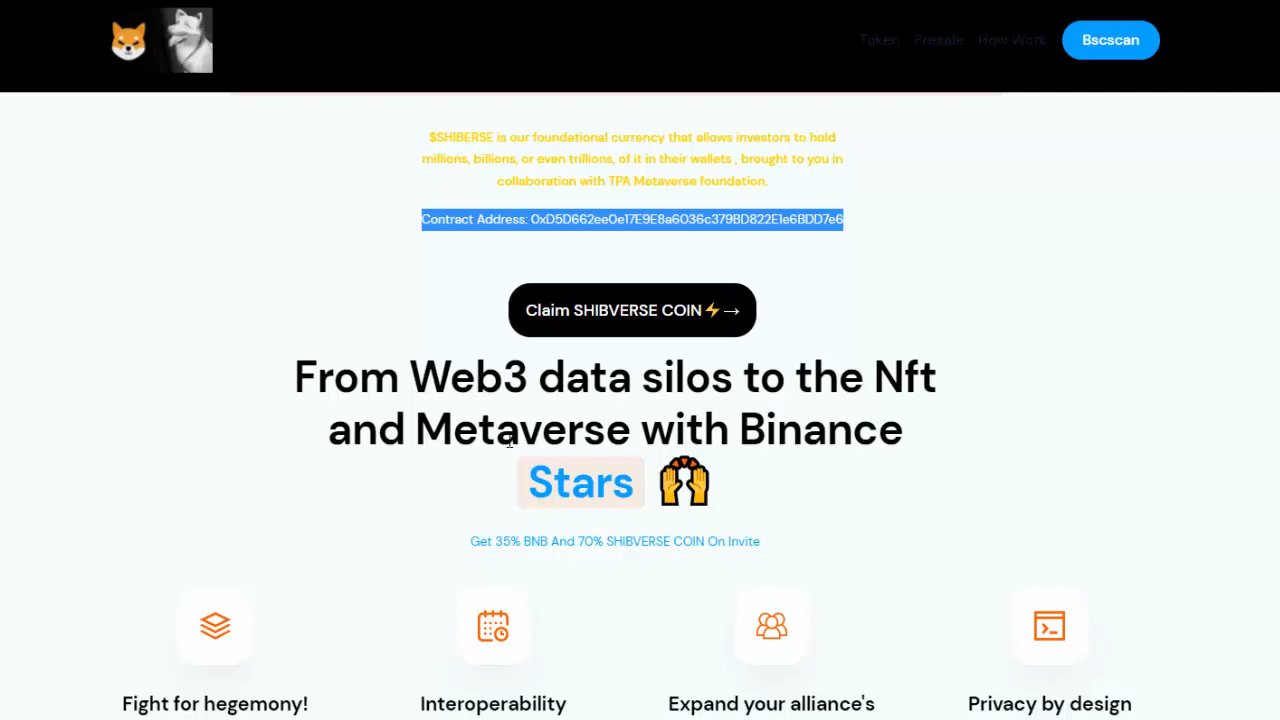 Token Presale How Work Bscscan
$SHIBERSE is our foundational currency that allows investors to hold
millions, billions, or even trillions, of it in their wallets , brought to you in
collaboration with TPA Metaverse foundation.
Contract Address: 0xD5D662ee0e17E9E8a6036c379BD822E1e6BDD7e6
Claim SHIBVERSE COIN⚡→
From Web3 data silos to the Nft
and Metaverse with Binance
Stars 🙌
Get 35% BNB And 70% SHIBVERSE COIN On Invite
Fight for hegemony!
Interoperability
Expand your alliance's
Privacy by design